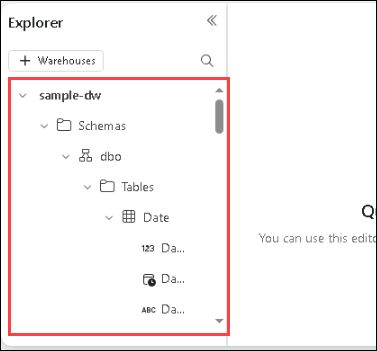 Explorer
+ Warehouses
sample-dw
Schemas
dbo
Tables
Date
123 Da...
Da...
ABC Da...
You can use this edito